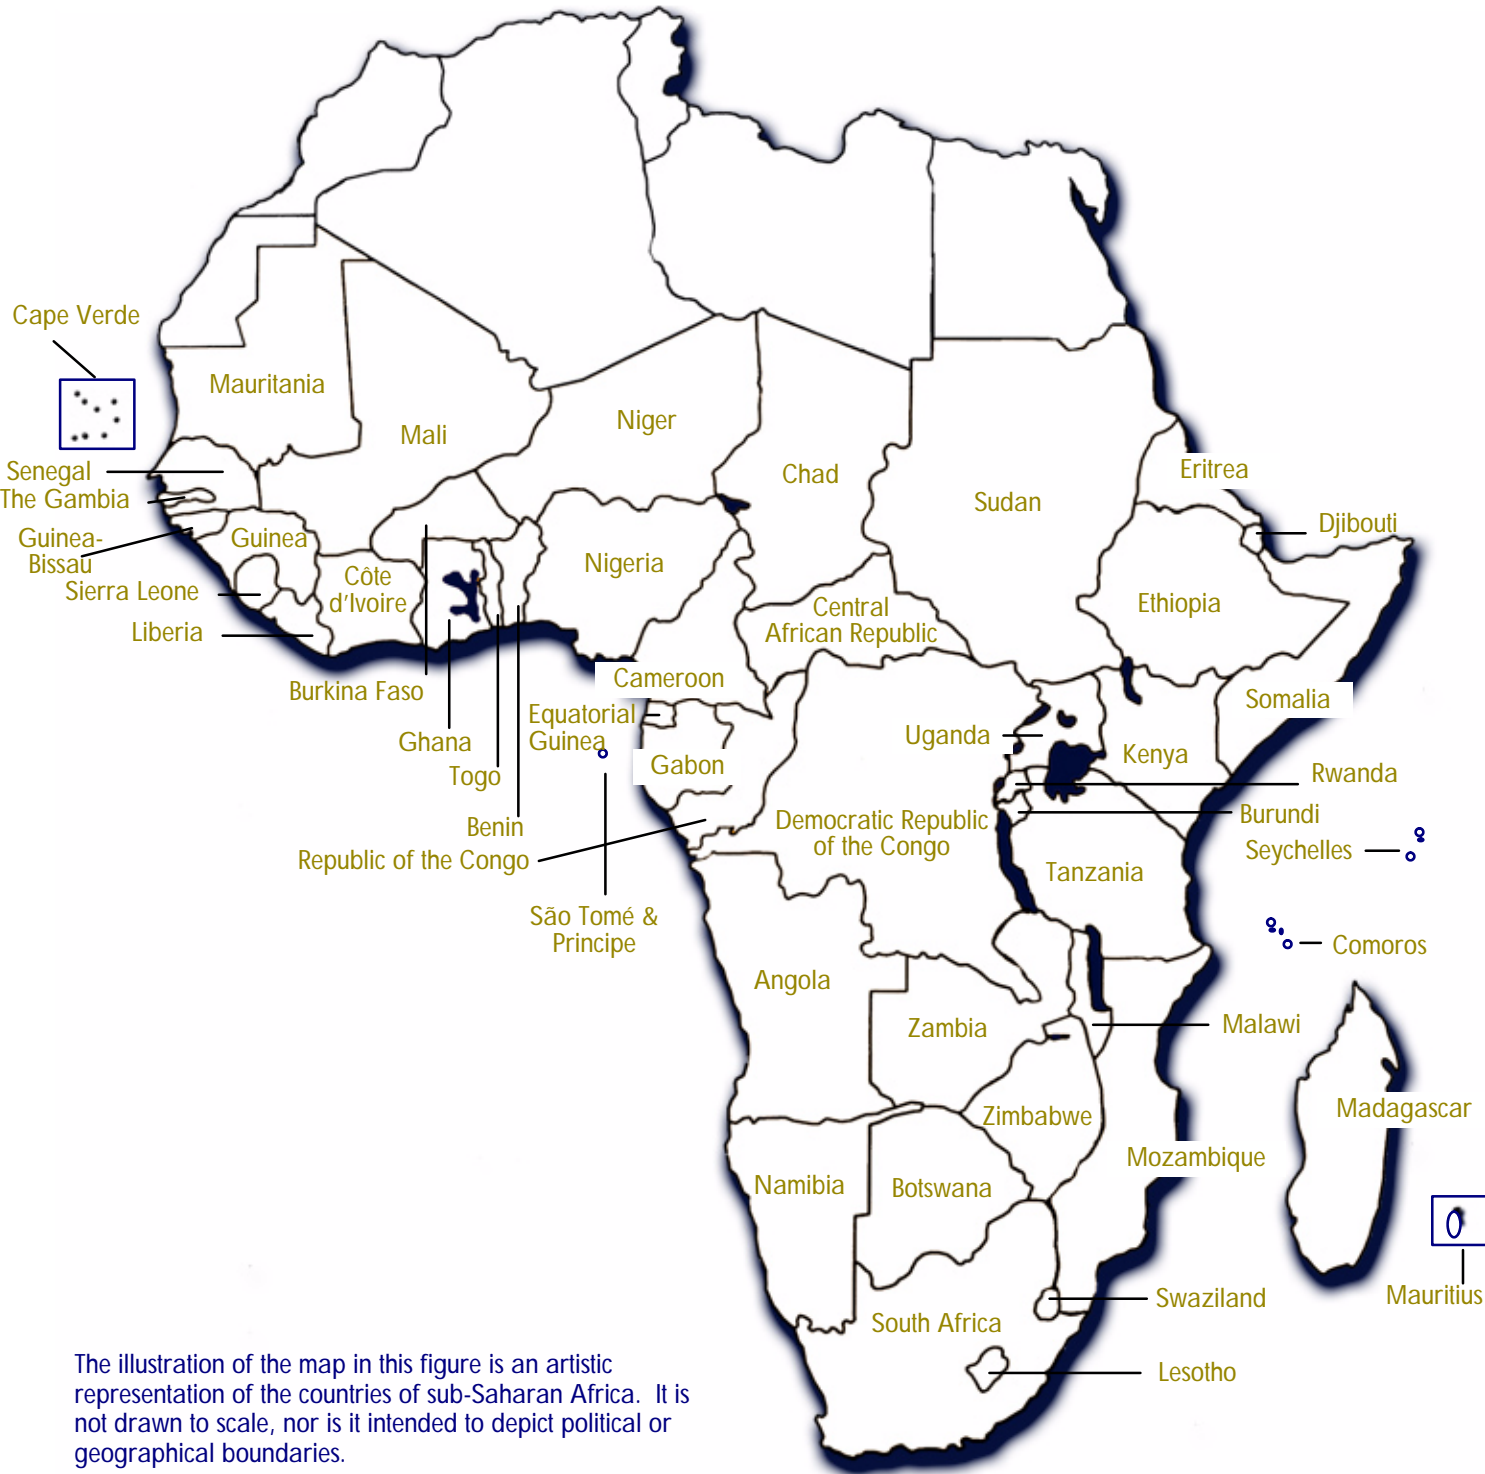 Cape Verde
Mauritania
Mali
Niger
Chad
Sudan
Eritrea
Senegal
The Gambia
Djibouti
Guinea-
Bissau
Guinea
Nigeria
Côte
d'Ivoire
Sierra Leone
Ethiopia
Central
African Republic
Liberia
Burkina Faso
Cameroon
Somalia
Equatorial
Guinea
Ghana
Uganda
Kenya
Gabon
Togo
Rwanda
Benin
Democratic Republic
of the Congo
Burundi
Republic of the Congo
Seychelles
Tanzania
São Tomé &
Principe
Comoros
Angola
Zambia
Malawi
Zimbabwe
Madagascar
Mozambique
Namibia
Botswana
Swaziland
Mauritius
South Africa
Lesotho
The illustration of the map in this figure is an artistic
representation of the countries of sub-Saharan Africa. It is
not drawn to scale, nor is it intended to depict political or
geographical boundaries.